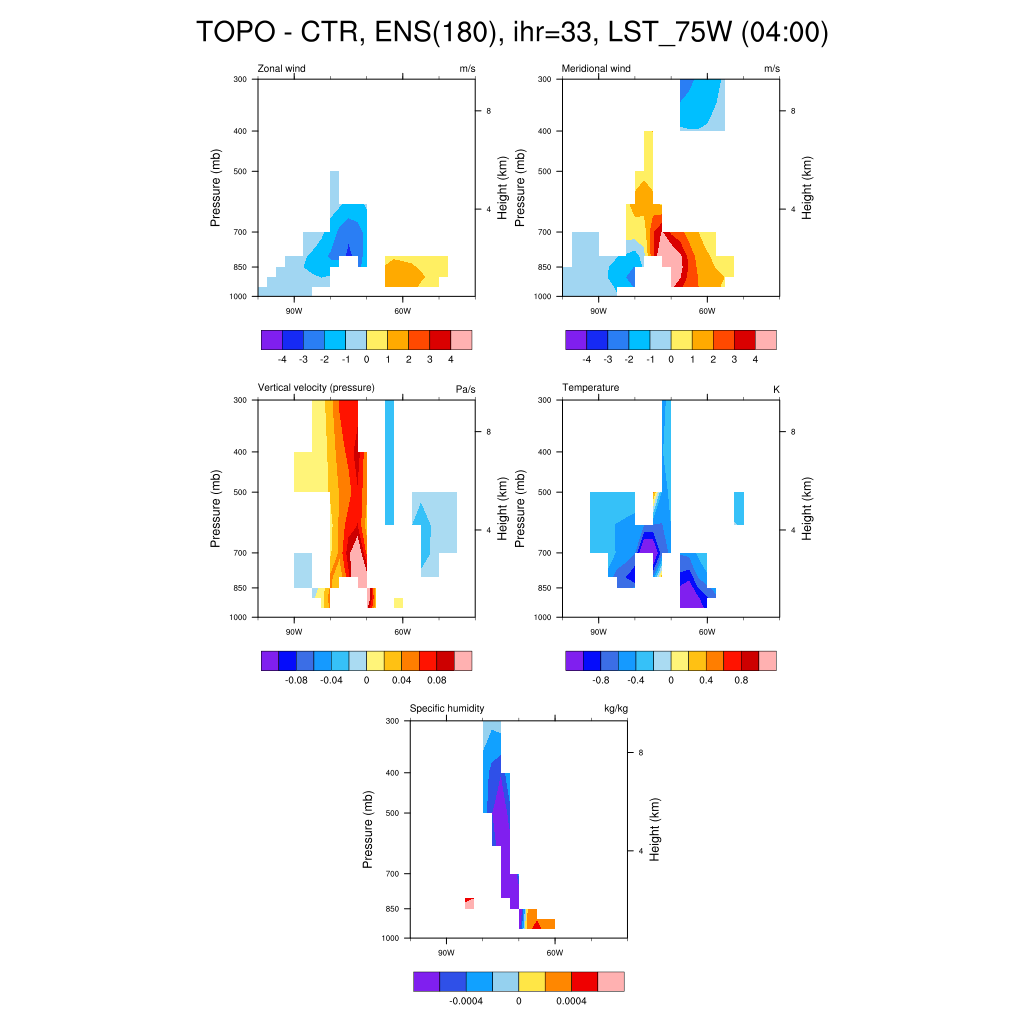 TOPO - CTR, ENS(180), ihr=33, LST_75W (04:00)
Zonal wind m/s
Pressure (mb)
300
400
500
700
850
1000
90W 60W
8
4
Height (km)
-4 -3 -2 -1 0 1 2 3 4
Meridional wind m/s
Pressure (mb)
300
400
500
700
850
1000
90W 60W
8
4
Height (km)
-4 -3 -2 -1 0 1 2 3 4
Vertical velocity (pressure) Pa/s
Pressure (mb)
300
400
500
700
850
1000
90W 60W
8
4
Height (km)
-0.08 -0.04 0 0.04 0.08
Temperature K
Pressure (mb)
300
400
500
700
850
1000
90W 60W
8
4
Height (km)
-0.8 -0.4 0 0.4 0.8
Specific humidity kg/kg
Pressure (mb)
300
400
500
700
850
1000
90W 60W
8
4
Height (km)
-0.0004 0 0.0004